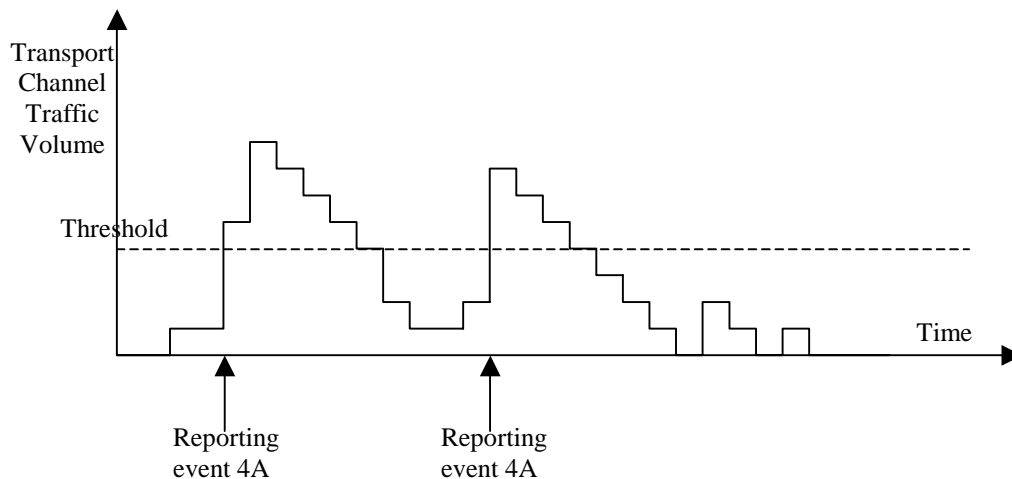 Transport
Channel
Traffic
Volume
Threshold
Time
Reporting
event 4A
Reporting
event 4A